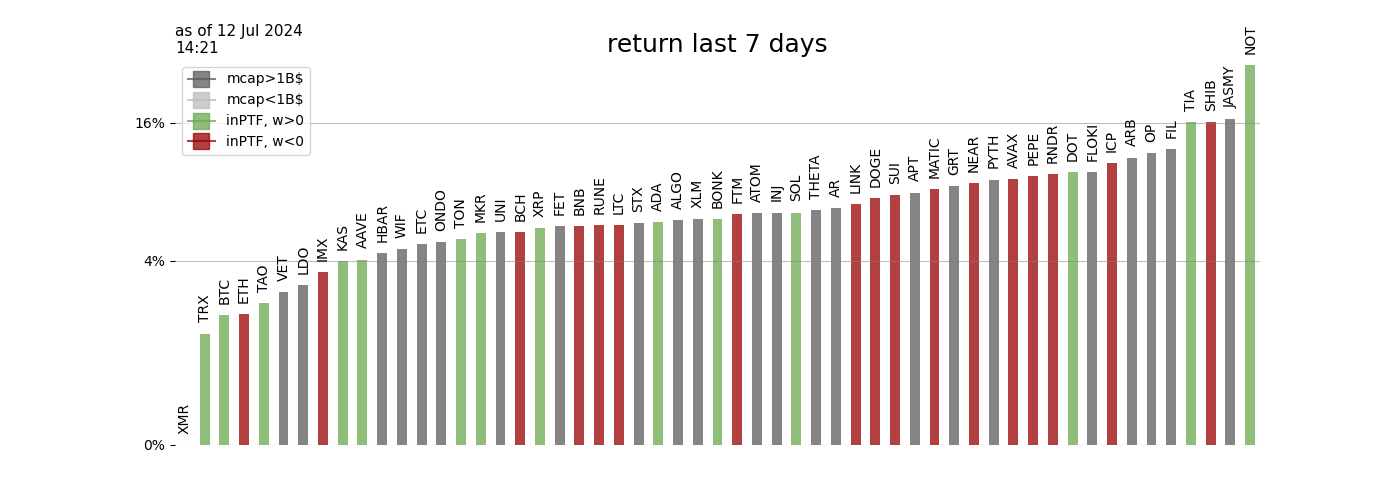 as of 12 Jul 2024
14:21
return last 7 days
mcap>1B$
mcap<1B$
inPTF, w>0
inPTF, w<0
16%
4%
0%
XMR
TRX
BTC
ETH
TAO
VET
LDO
IMX
KAS
AAVE
HBAR
WIF
ETC
ONDO
TON
MKR
UNI
BCH
XRP
FET
BNB
RUNE
LTC
STX
ADA
ALGO
XLM
BONK
FTM
ATOM
INJ
SOL
THETA
AR
LINK
DOGE
SUI
APT
MATIC
GRT
NEAR
PYTH
AVAX
PEPE
RNDR
DOT
FLOKI
ICP
ARB
OP
FIL
TIA
SHIB
JASMY
NOT